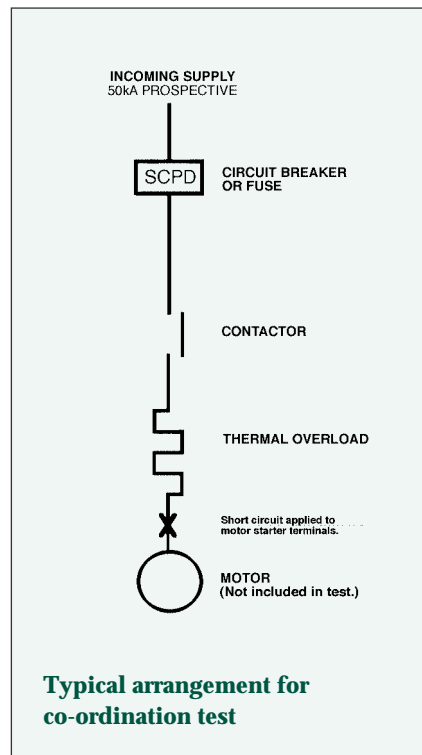 INCOMING SUPPLY
50kA PROSPECTIVE
SCPD
CIRCUIT BREAKER
OR FUSE
CONTACTOR
THERMAL OVERLOAD
Short circuit applied to
motor starter terminals.
MOTOR
(Not included in test.)
Typical arrangement for
co-ordination test